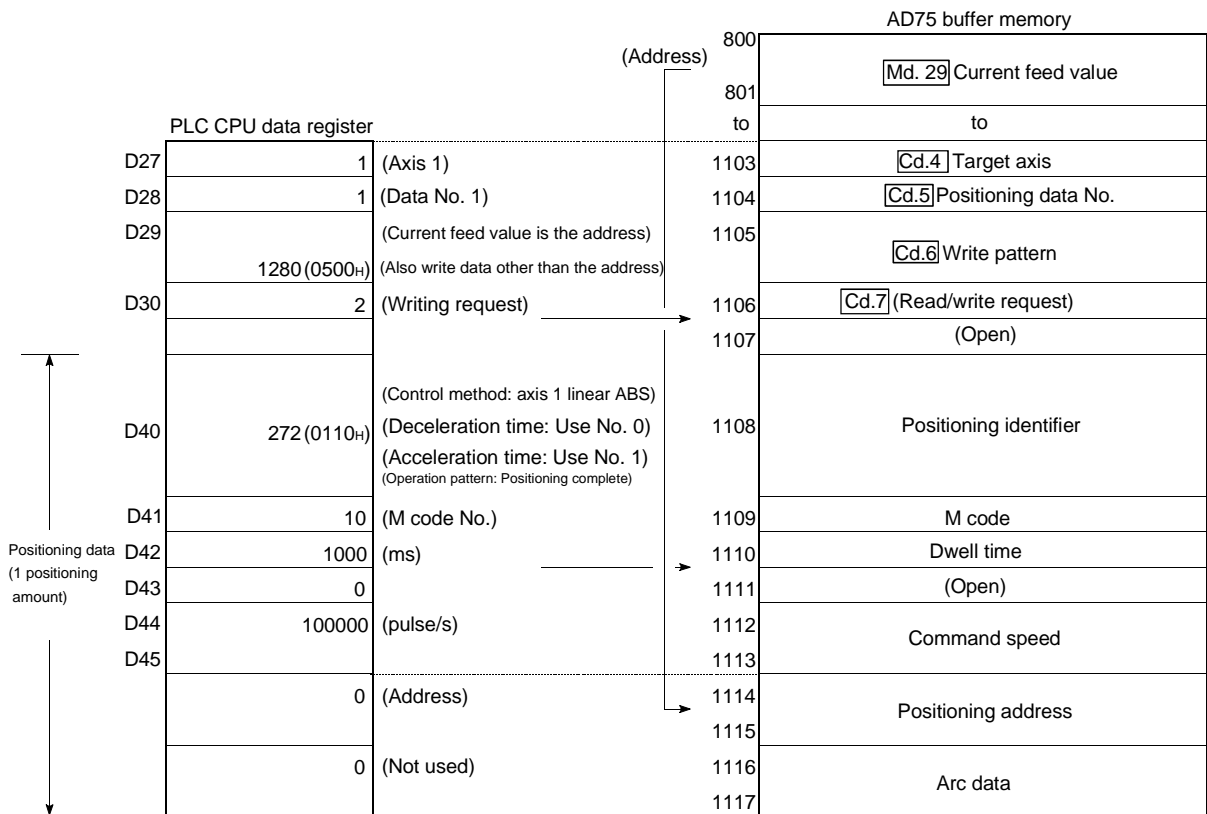 AD75 buffer memory
800
(Address)
Md. 29 Current feed value
801
PLC CPU data register
to to
D27 1 (Axis 1) 1103 Cd.4 Target axis
D28 1 (Data No. 1) 1104 Cd.5 Positioning data No.
D29 (Current feed value is the address) 1105
Cd.6 Write pattern
1280 (0500H) (Also write data other than the address)
D30 2 (Writing request) 1106 Cd.7 (Read/write request)
1107 (Open)
(Control method: axis 1 linear ABS)
D40 272 (0110H) (Deceleration time: Use No. 0) 1108 Positioning identifier
(Acceleration time: Use No. 1)
(Operation pattern: Positioning complete)
D41 10 (M code No.) 1109 M code
Positioning data D42 1000 (ms) 1110 Dwell time
(1 positioning
amount)
D43 0 1111 (Open)
D44 100000 (pulse/s) 1112
Command speed
D45 1113
0 (Address) 1114
Positioning address
1115
0 (Not used) 1116
Arc data
1117